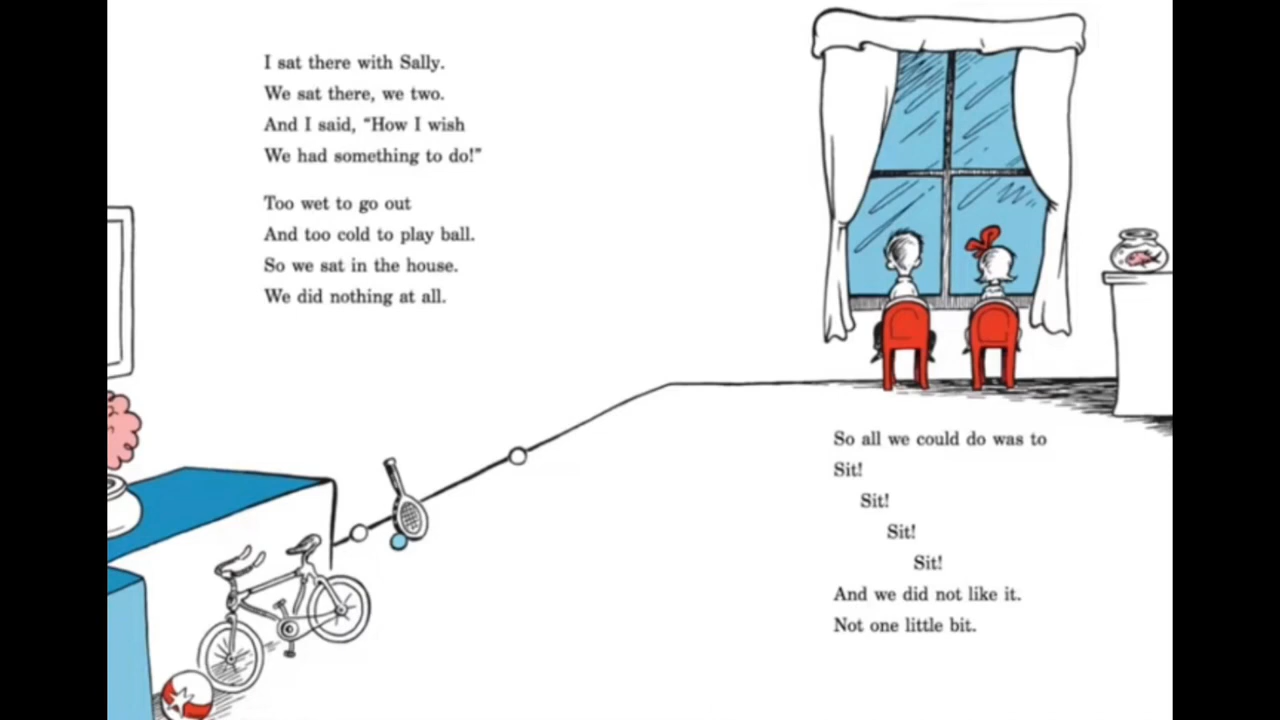 I sat there with Sally.
We sat there, we two.
And I said, "How I wish
We had something to do!"
Too wet to go out
And too cold to play ball.
So we sat in the house.
We did nothing at all.
So all we could do was to
Sit!
Sit!
Sit!
Sit!
And we did not like it.
Not one little bit.